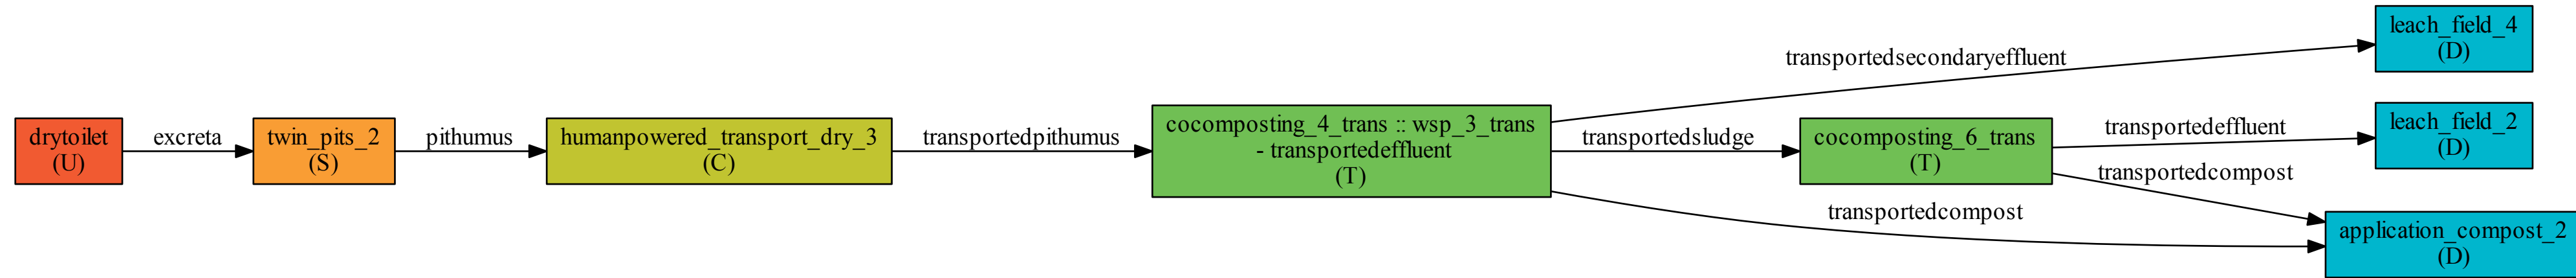 drytoilet
(U)
excreta
twin_pits_2
(S)
pithumus
humanpowered_transport_dry_3
(C)
transportedpithumus
cocomposting_4_trans :: wsp_3_trans
- transportedeffluent
(T)
transportedsecondaryeffluent
transportedsludge
transportedcompost
cocomposting_6_trans
(T)
transportedeffluent
transportedcompost
leach_field_4
(D)
leach_field_2
(D)
application_compost_2
(D)